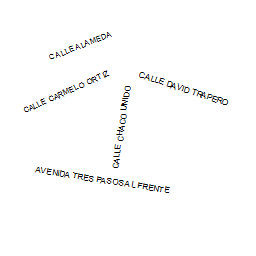 CALLE ALAMEDA
CALLE CARMELO ORTIZ
CALLE DAVID TRAPERO
CALLE CHACO UNIDO
AVENIDA TRES PASOS AL FRENTE